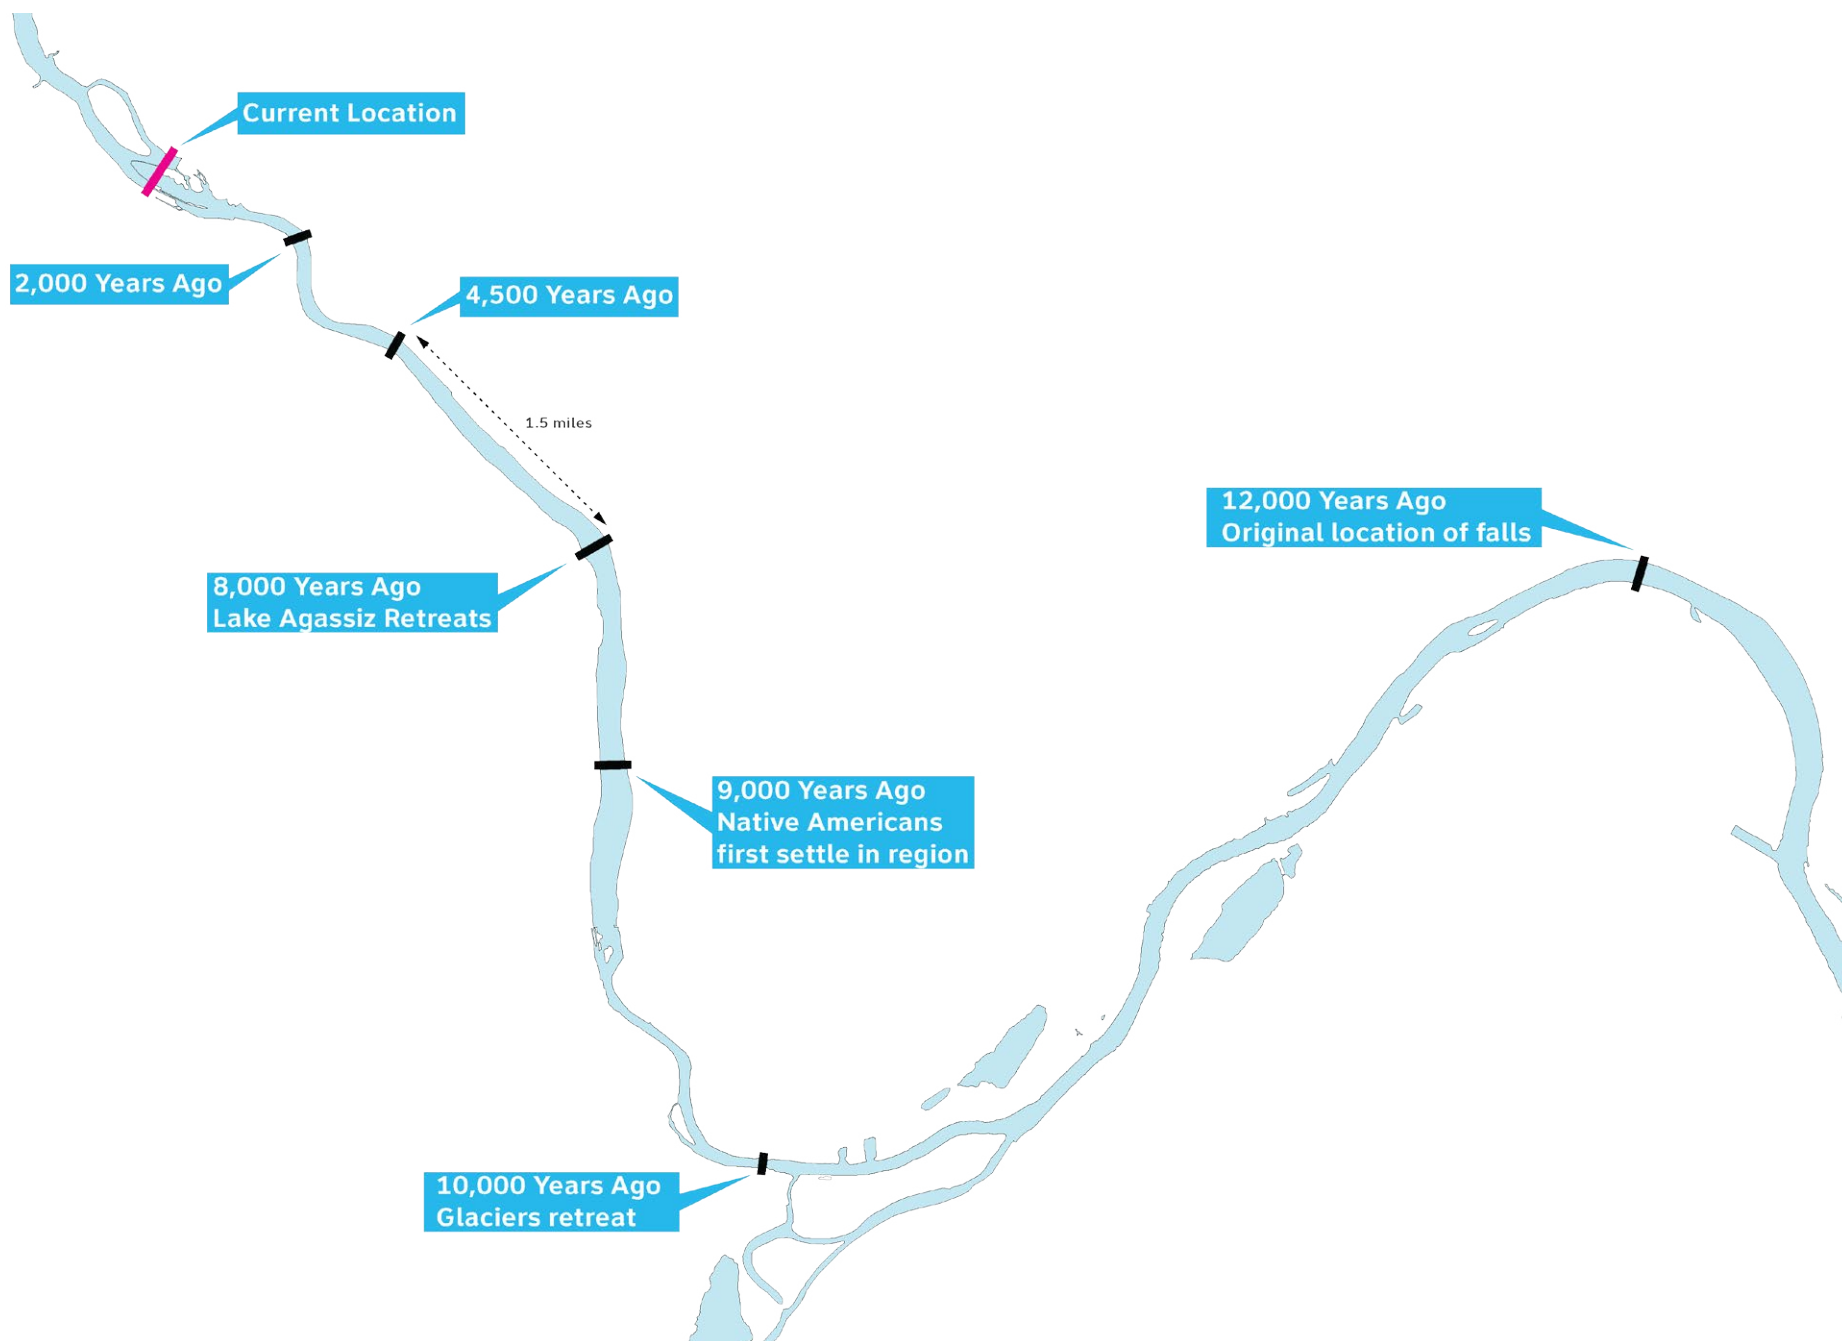 Current Location
2,000 Years Ago
4,500 Years Ago
1.5 miles
12,000 Years Ago
Original location of falls
8,000 Years Ago
Lake Agassiz Retreats
9,000 Years Ago
Native Americans
first settle in region
10,000 Years Ago
Glaciers retreat